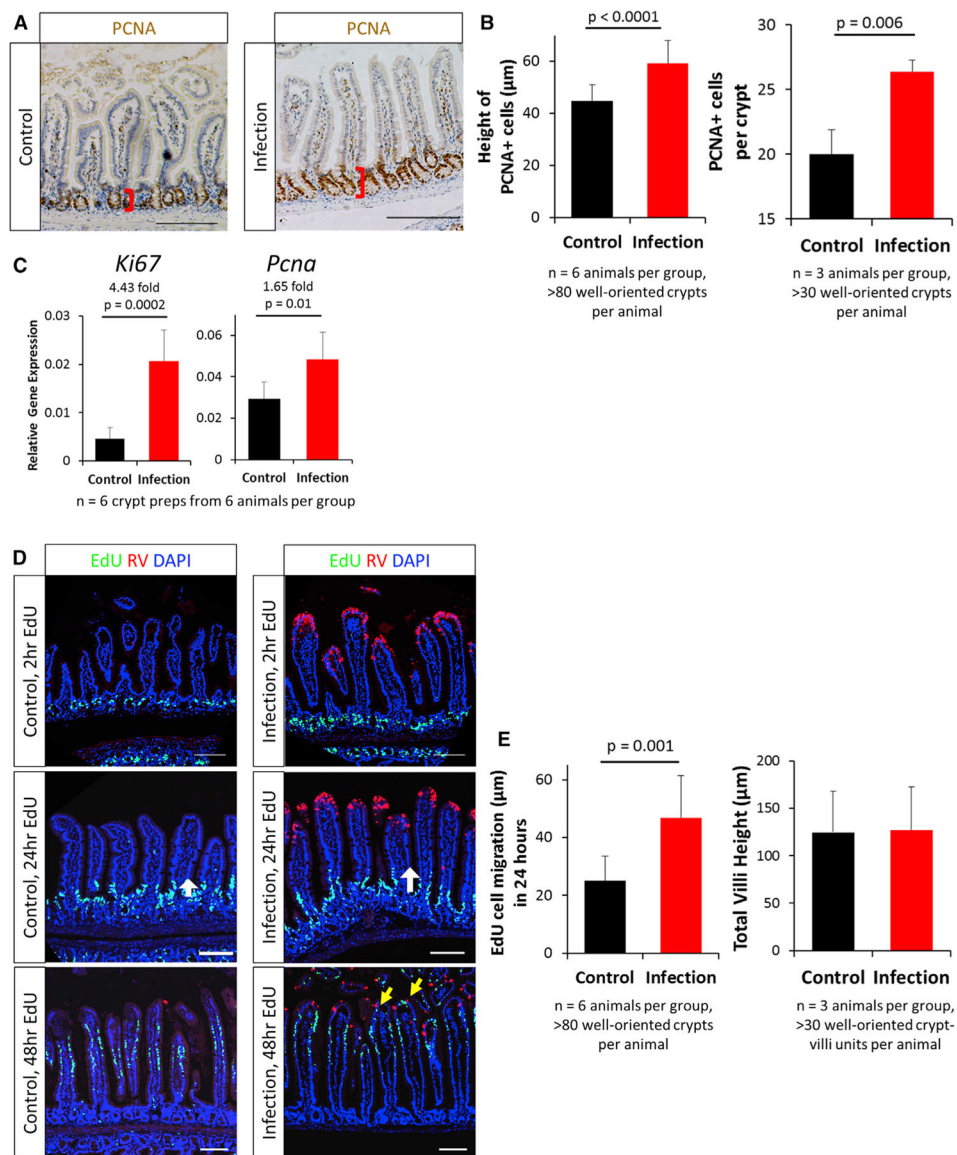 A
PCNA
PCNA
Control
Infection
B
p < 0.0001
Height of
PCNA+ cells (µm)
60
40
20
0
Control Infection
n = 6 animals per group,
>80 well-oriented crypts
per animal
p = 0.006
PCNA+ cells
per crypt
30
25
20
15
Control Infection
n = 3 animals per group,
>30 well-oriented crypts
per animal
C
Ki67
4.43 fold
p = 0.0002
Relative Gene Expression
0.03
0.02
0.01
0
Control Infection
Pcna
1.65 fold
p = 0.01
0.06
0.04
0.02
0
Control Infection
n = 6 crypt preps from 6 animals per group
D
EdU RV DAPI
EdU RV DAPI
Control, 2hr EdU
Infection, 2hr EdU
Control, 24hr EdU
Infection, 24hr EdU
Control, 48hr EdU
Infection, 48hr EdU
E
p = 0.001
EdU cell migration (µm)
in 24 hours
60
40
20
0
Control Infection
n = 6 animals per group,
>80 well-oriented crypts
per animal
Total Villi Height (µm)
200
150
100
50
0
Control Infection
n = 3 animals per group,
>30 well-oriented crypt-
villi units per animal